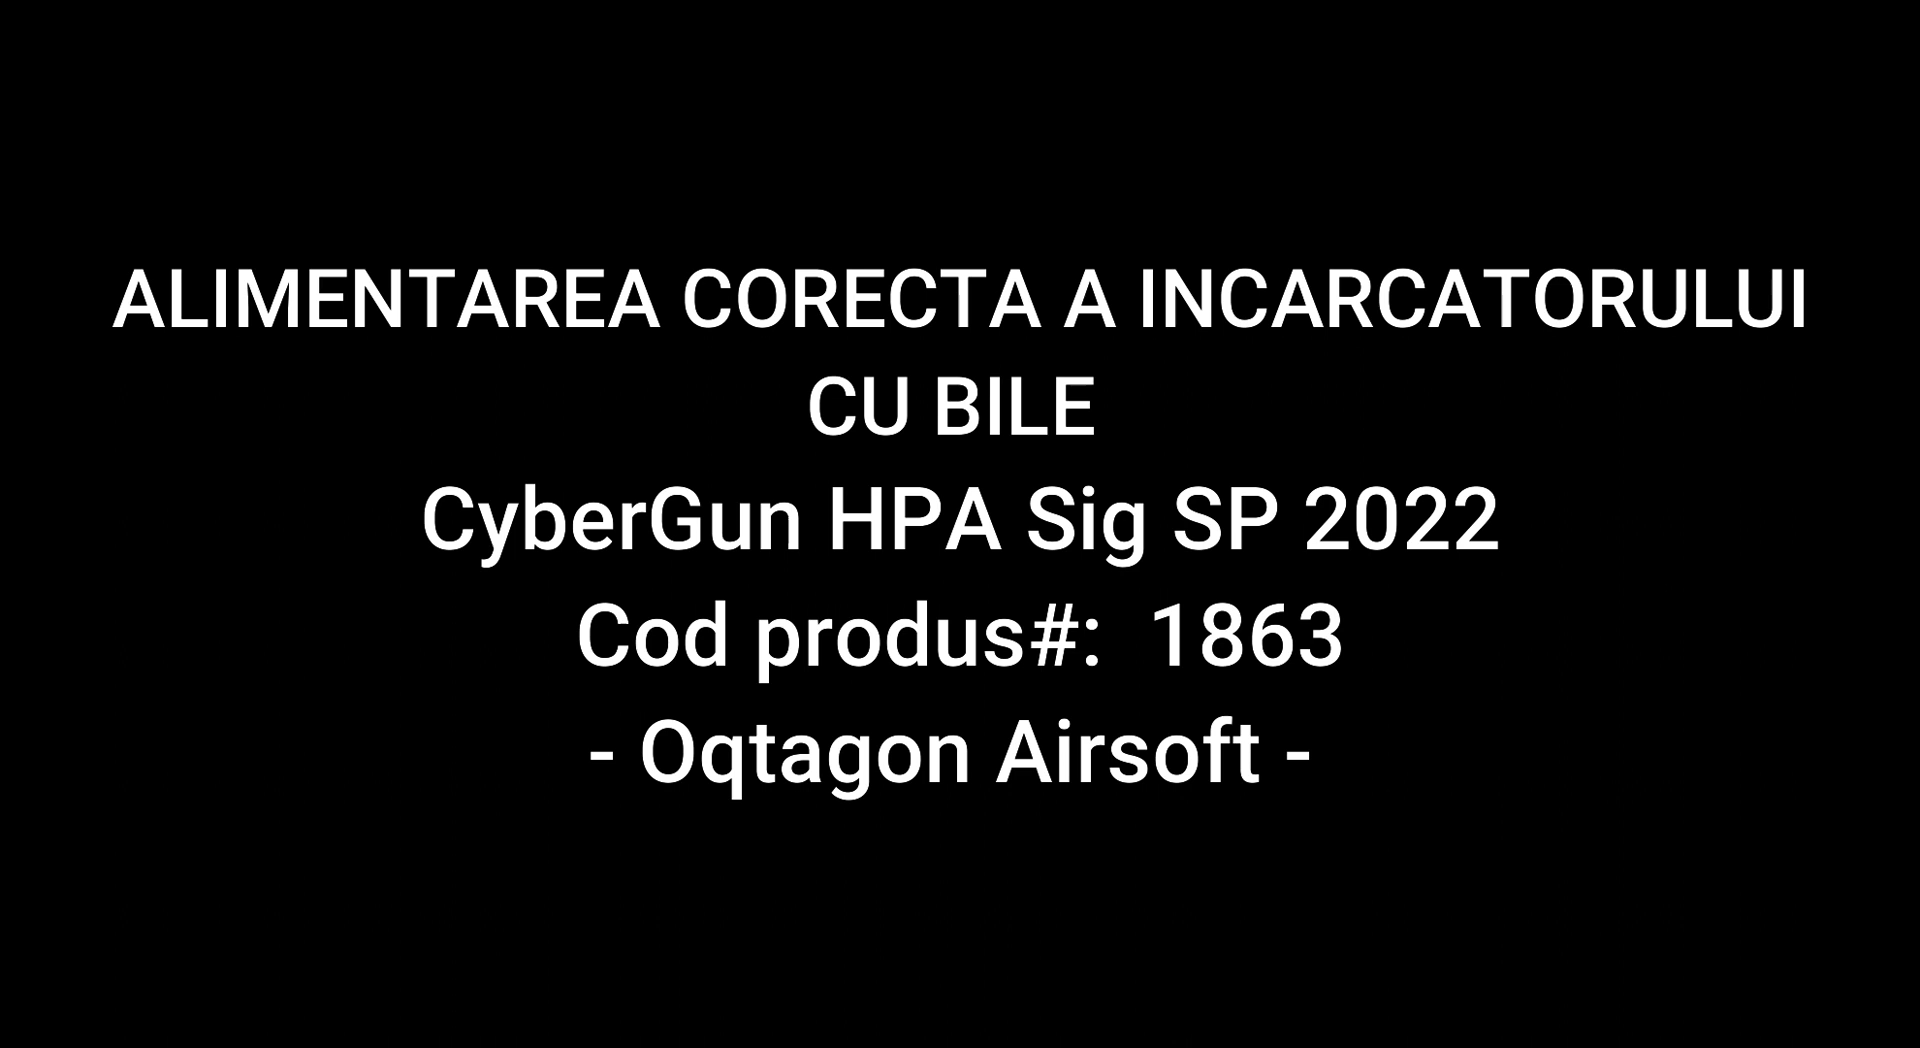 ALIMENTAREA CORECTA A INCARCATORULUI
CU BILE
CyberGun HPA Sig SP 2022
Cod produs#:  1863
- Oqtagon Airsoft -